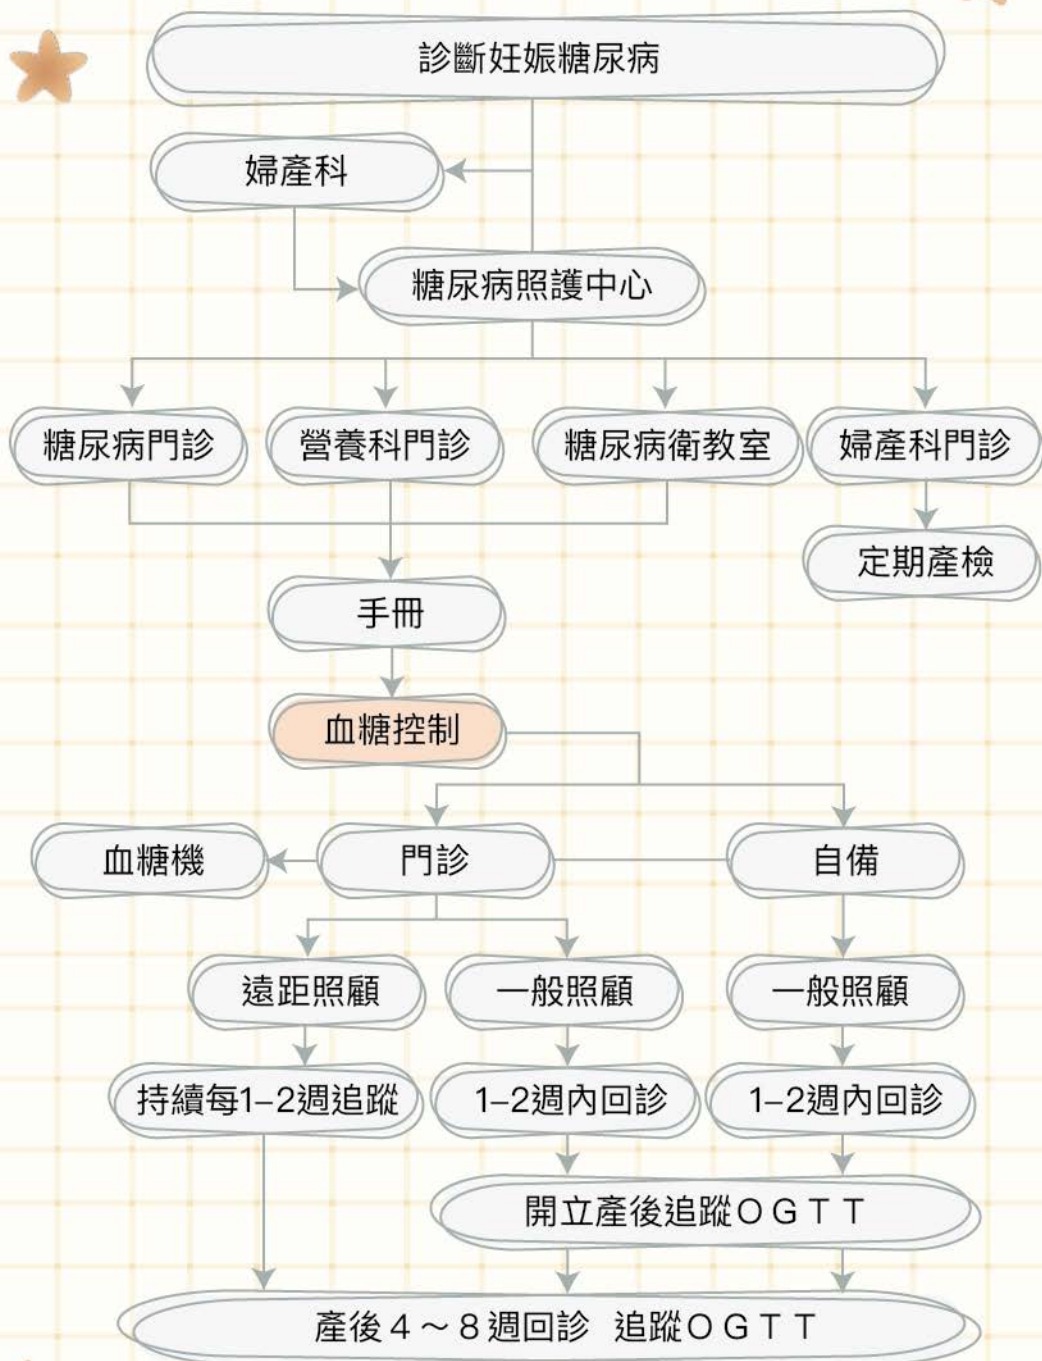 診斷妊娠糖尿病
婦產科
糖尿病照護中心
糖尿病門診
營養科門診
糖尿病衛教室
婦產科門診
定期產檢
手冊
血糖控制
血糖機
門診
自備
遠距照顧
一般照顧
一般照顧
持續每1–2週追蹤
1–2週內回診
1–2週內回診
開立產後追蹤ＯＧＴＴ
產後４～８週回診 追蹤ＯＧＴＴ